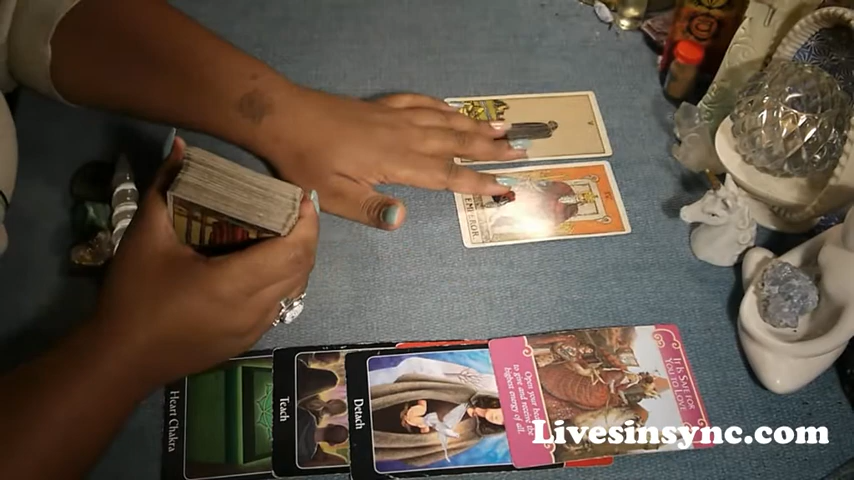 EMPEROR
IT IS SAFE FOR
YOU TO LOVE
Open your hea
to give and receive the
highest energy of all.
Detach
Teach
Heart Chakra
Livesinsync.com